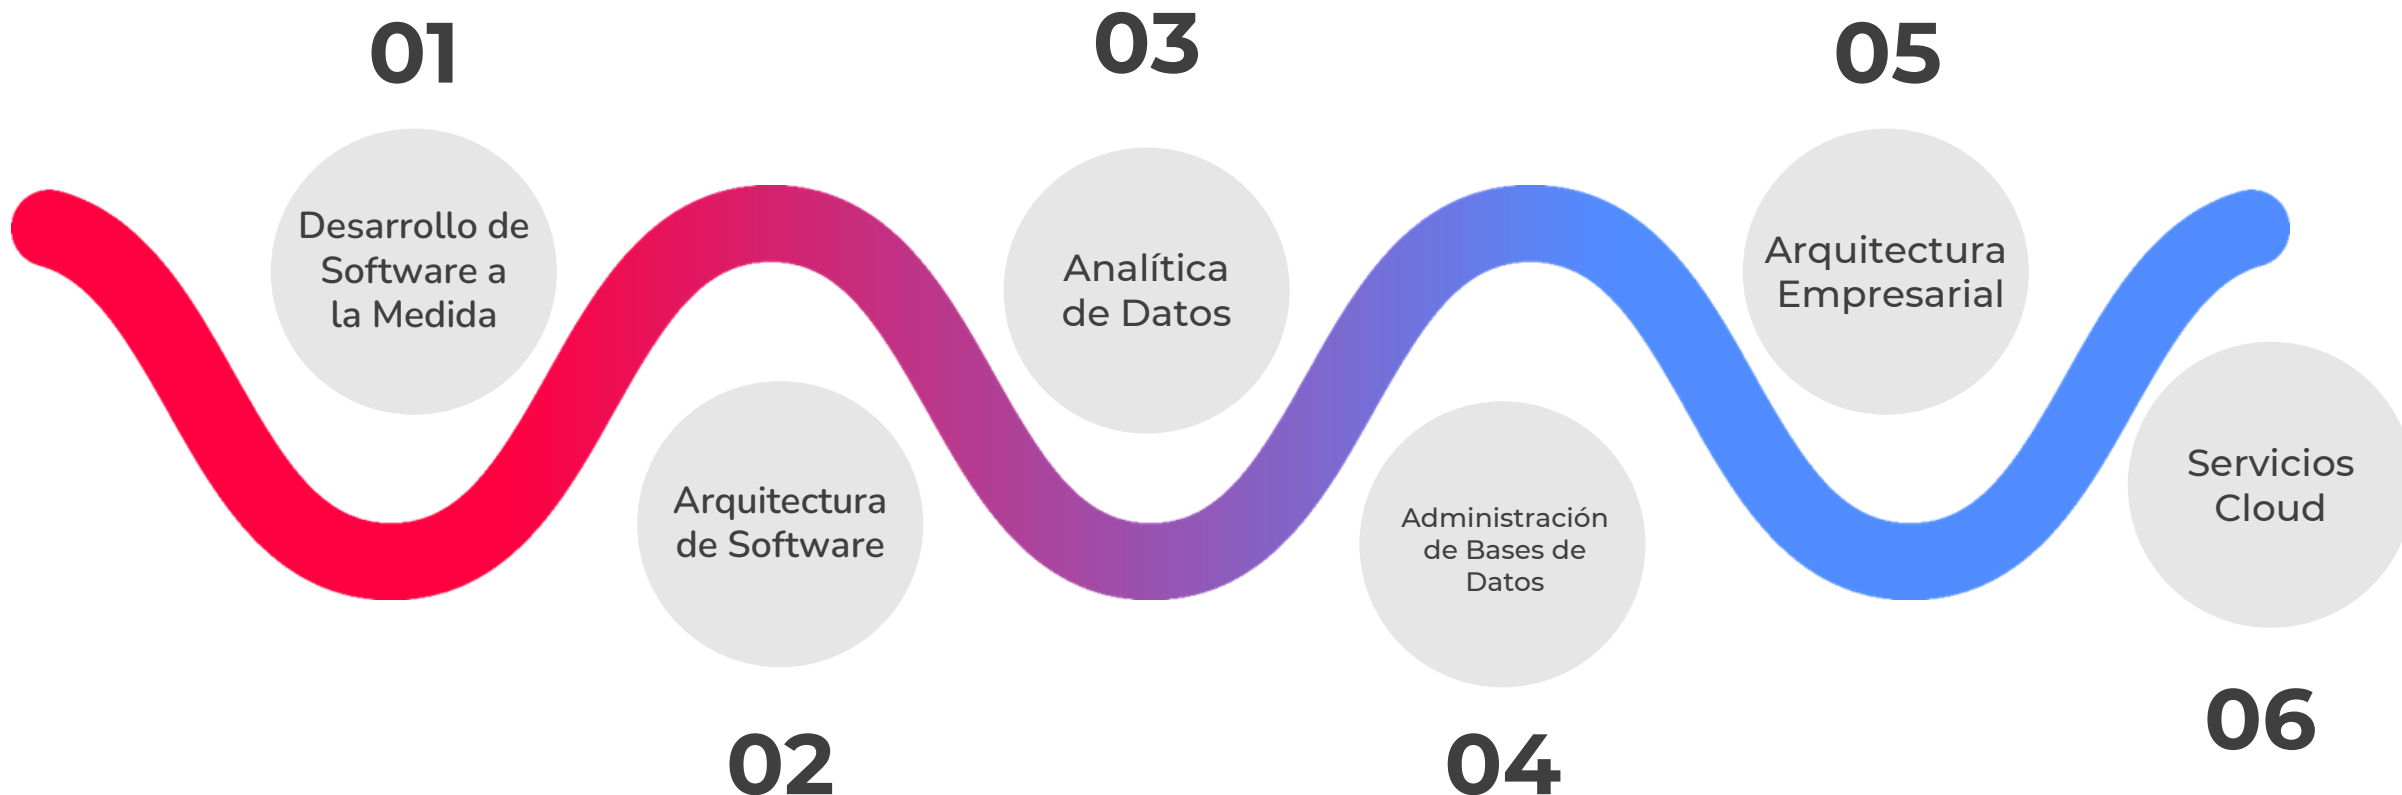 01
Desarrollo de
Software a
la Medida
02
Arquitectura
de Software
03
Analítica
de Datos
04
Administración
de Bases de
Datos
05
Arquitectura
Empresarial
06
Servicios
Cloud